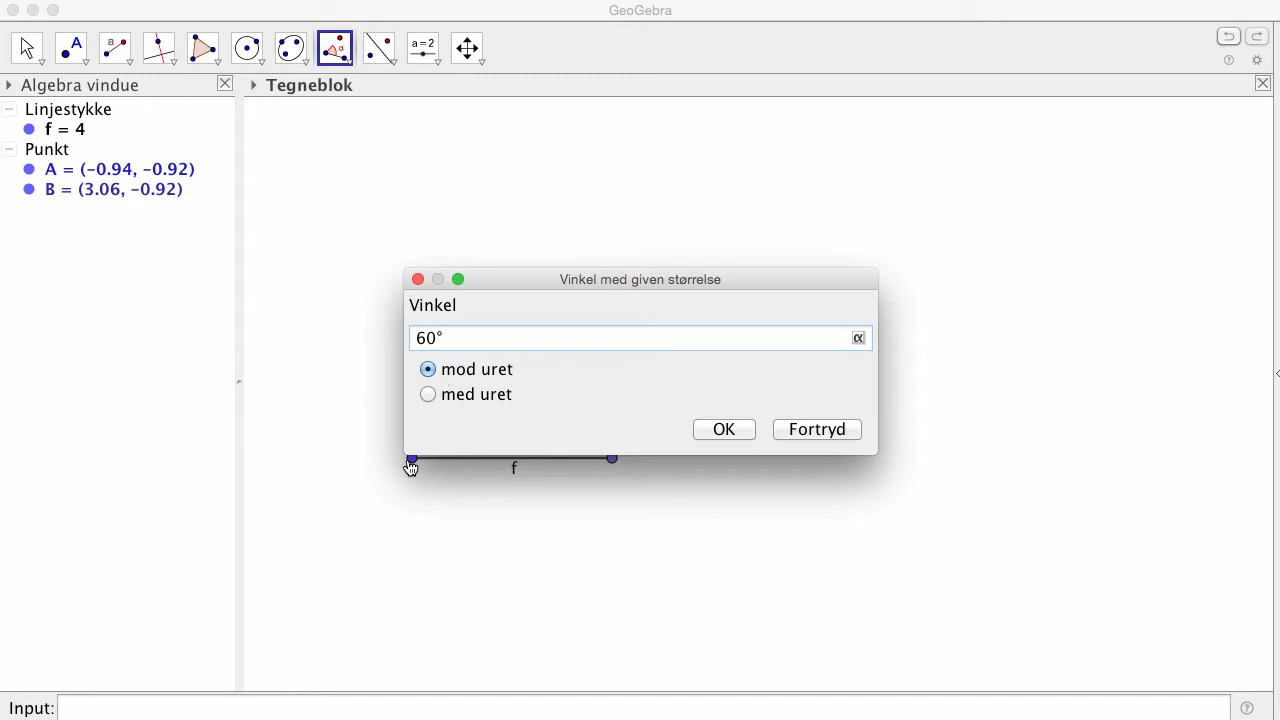 GeoGebra
A
a
α
a=2
Algebra vindue
Tegneblok
Linjestykke
f = 4
Punkt
A = (-0.94, -0.92)
B = (3.06, -0.92)
Vinkel med given størrelse
Vinkel
60°
α
mod uret
med uret
OK
Fortryd
f
Input: